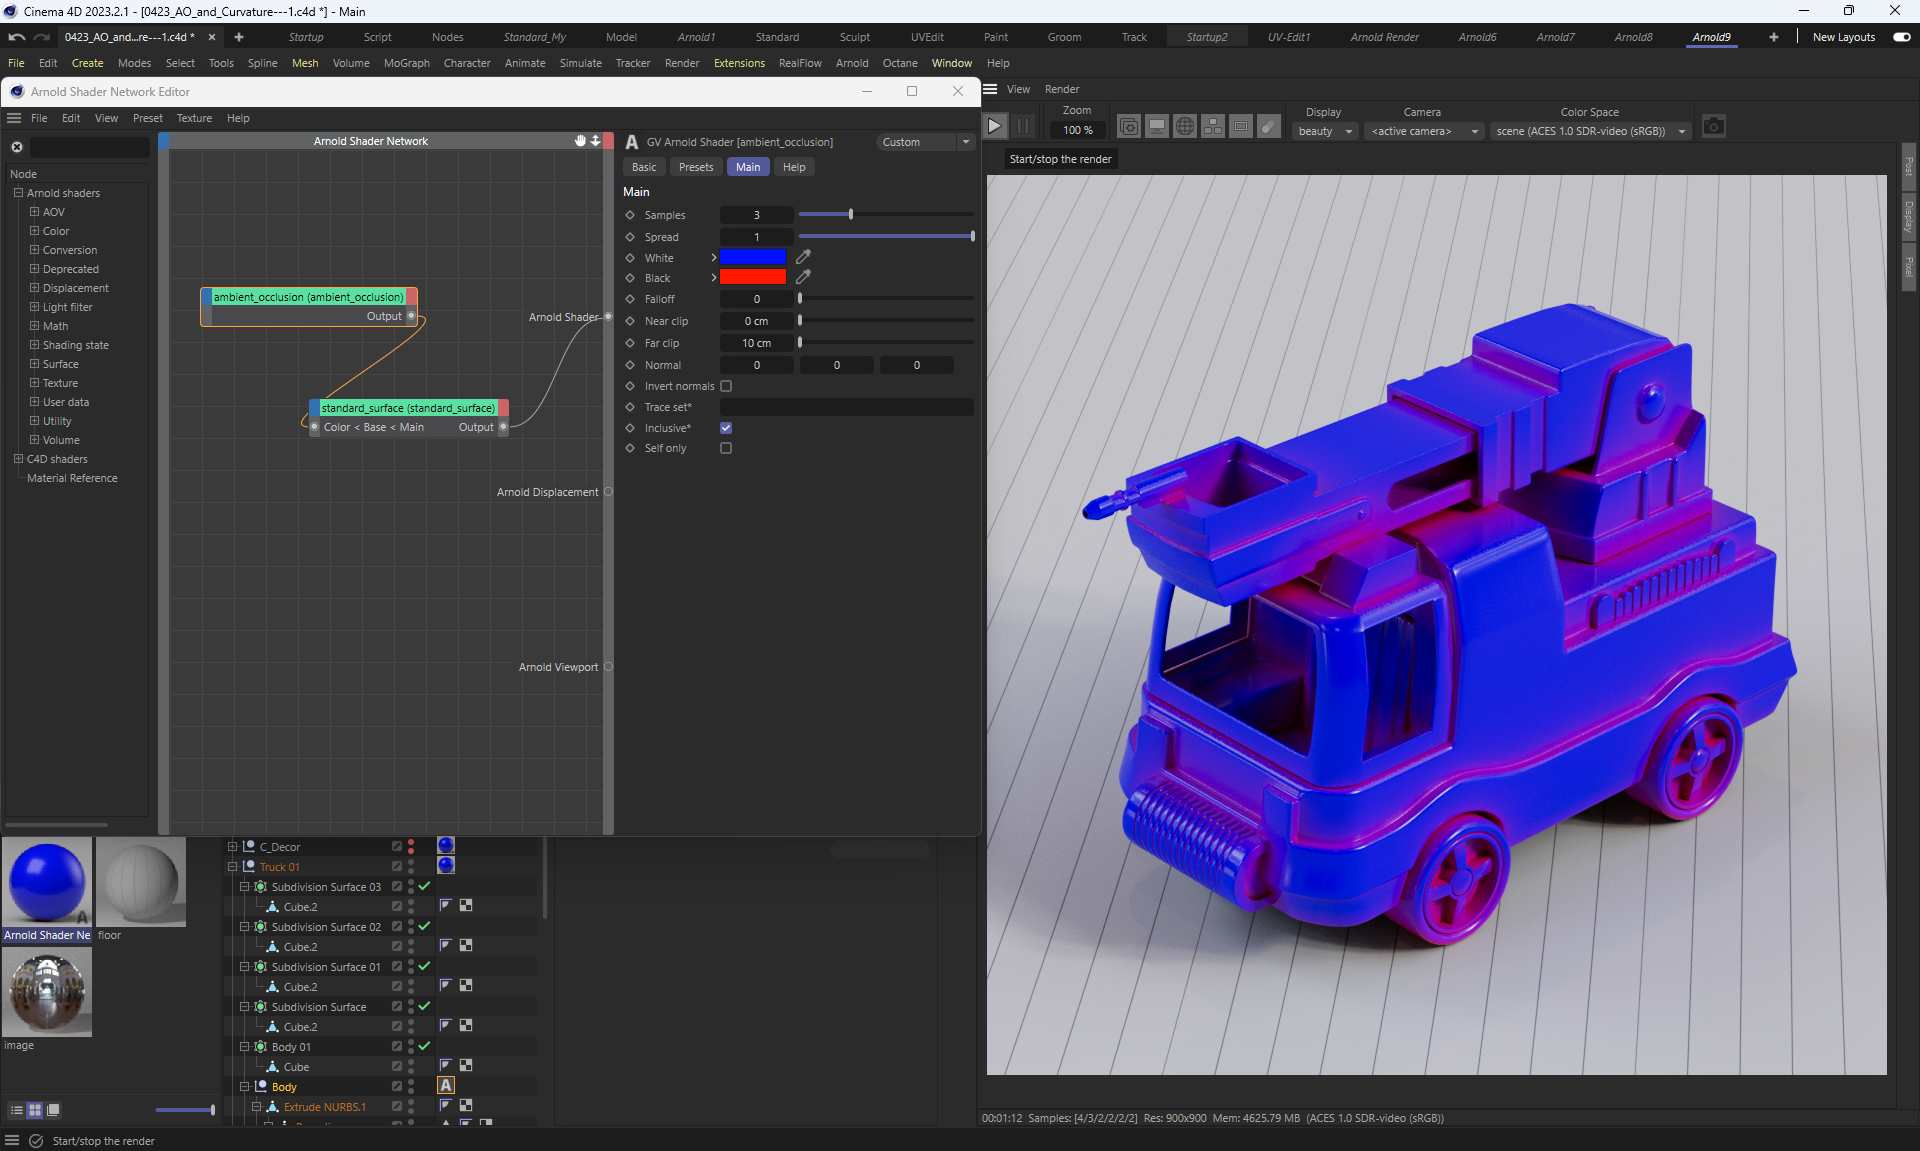 Cinema 4D 2023.2.1 - [0423_AO_and_Curvature---1.c4d *] - Main
0423_AO_and...re---1.c4d * Startup Script Nodes Standard_My Model Arnold1 Standard Sculpt UVEdit Paint Groom Track Startup2 UV-Edit1 Arnold Render Arnold6 Arnold7 Arnold8 Arnold9 New Layouts
File Edit Create Modes Select Tools Spline Mesh Volume MoGraph Character Animate Simulate Tracker Render Extensions RealFlow Arnold Octane Window Help
Arnold Shader Network Editor
View Render
File Edit View Preset Texture Help
Zoom Display Camera Color Space
100 % beauty <active camera> scene (ACES 1.0 SDR-video (sRGB))
Arnold Shader Network
GV Arnold Shader [ambient_occlusion] Custom
Start/stop the render
Basic Presets Main Help
Post
Display
Pixel
Node
Arnold shaders
AOV
Color
Conversion
Deprecated
Displacement
Light filter
Math
Shading state
Surface
Texture
User data
Utility
Volume
C4D shaders
Material Reference
ambient_occlusion (ambient_occlusion)
Output
Arnold Shader
standard_surface (standard_surface)
Color < Base < Main Output
Arnold Displacement
Arnold Viewport
Main
Samples 3
Spread 1
White
Black
Falloff 0
Near clip 0 cm
Far clip 10 cm
Normal 0 0 0
Invert normals
Trace set*
Inclusive*
Self only
A
Arnold Shader Ne floor
image
C_Decor
Truck 01
Subdivision Surface 03
Cube.2
Subdivision Surface 02
Cube.2
Subdivision Surface 01
Cube.2
Subdivision Surface
Cube.2
Body 01
Cube
Body A
Extrude NURBS.1
00:01:12 Samples: [4/3/2/2/2/2] Res: 900x900 Mem: 4625.79 MB (ACES 1.0 SDR-video (sRGB))
Start/stop the render